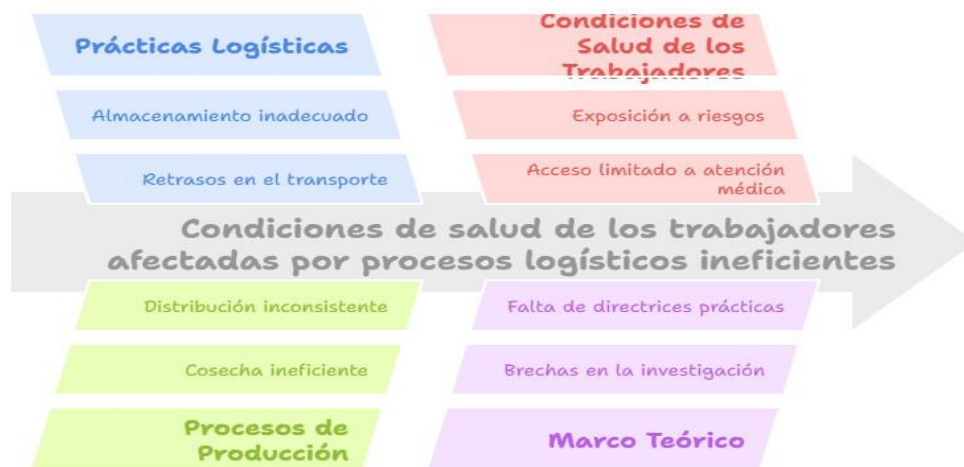 Prácticas Logísticas
Almacenamiento inadecuado
Retrasos en el transporte
Condiciones de
Salud de los
Trabajadores
Exposición a riesgos
Acceso limitado a atención
médica
Condiciones de salud de los trabajadores
afectadas por procesos logísticos ineficientes
Distribución inconsistente
Cosecha ineficiente
Procesos de
Producción
Falta de directrices prácticas
Brechas en la investigación
Marco Teórico